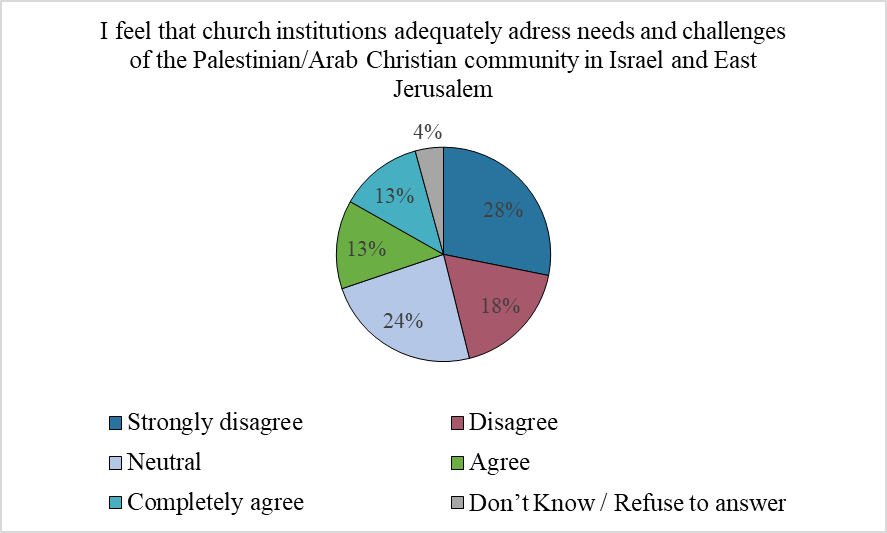 I feel that church institutions adequately adress needs and challenges
of the Palestinian/Arab Christian community in Israel and East
Jerusalem
4%
13%
28%
13%
18%
24%
Strongly disagree
Disagree
Neutral
Agree
Completely agree
Don’t Know / Refuse to answer